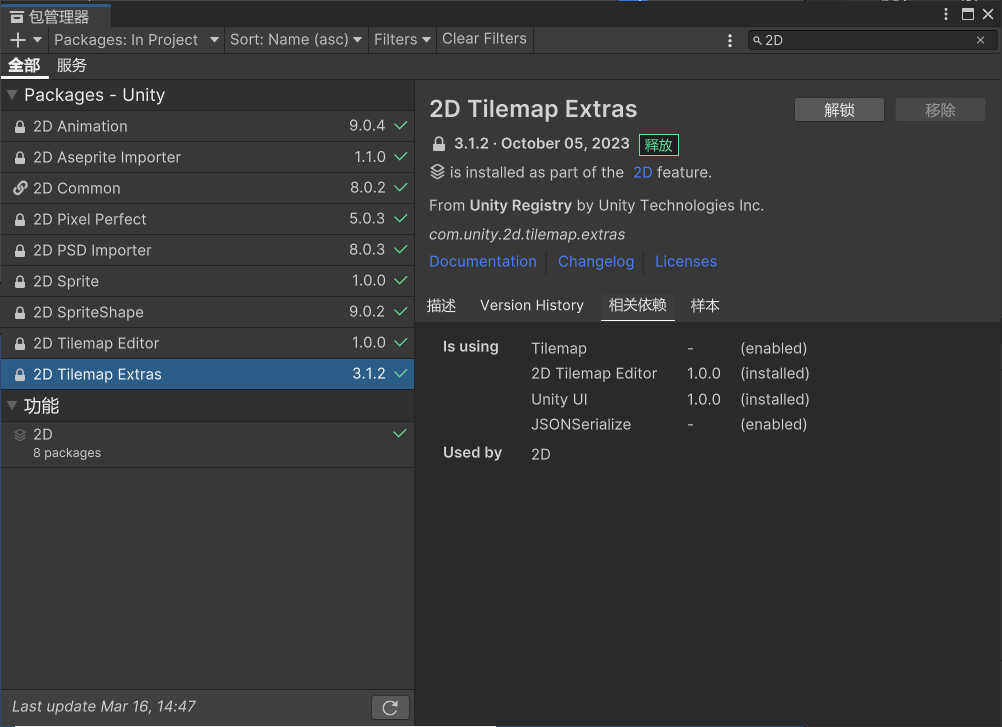 包管理器
Packages: In Project Sort: Name (asc) Filters Clear Filters 2D
全部 服务
Packages - Unity
2D Animation 9.0.4
2D Aseprite Importer 1.1.0
2D Common 8.0.2
2D Pixel Perfect 5.0.3
2D PSD Importer 8.0.3
2D Sprite 1.0.0
2D SpriteShape 9.0.2
2D Tilemap Editor 1.0.0
2D Tilemap Extras 3.1.2
功能
2D
8 packages
Last update Mar 16, 14:47
2D Tilemap Extras 解锁 移除
3.1.2 · October 05, 2023 释放
is installed as part of the 2D feature.
From Unity Registry by Unity Technologies Inc.
com.unity.2d.tilemap.extras
Documentation Changelog Licenses
描述 Version History 相关依赖 样本
Is using Tilemap - (enabled)
2D Tilemap Editor 1.0.0 (installed)
Unity UI 1.0.0 (installed)
JSONSerialize - (enabled)
Used by 2D